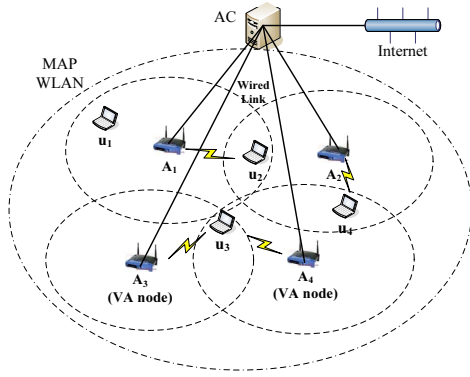 AC
Internet
MAP
WLAN
Wired
Link
u1
A1
u2
A2
u3
u4
A3
(VA node)
A4
(VA node)